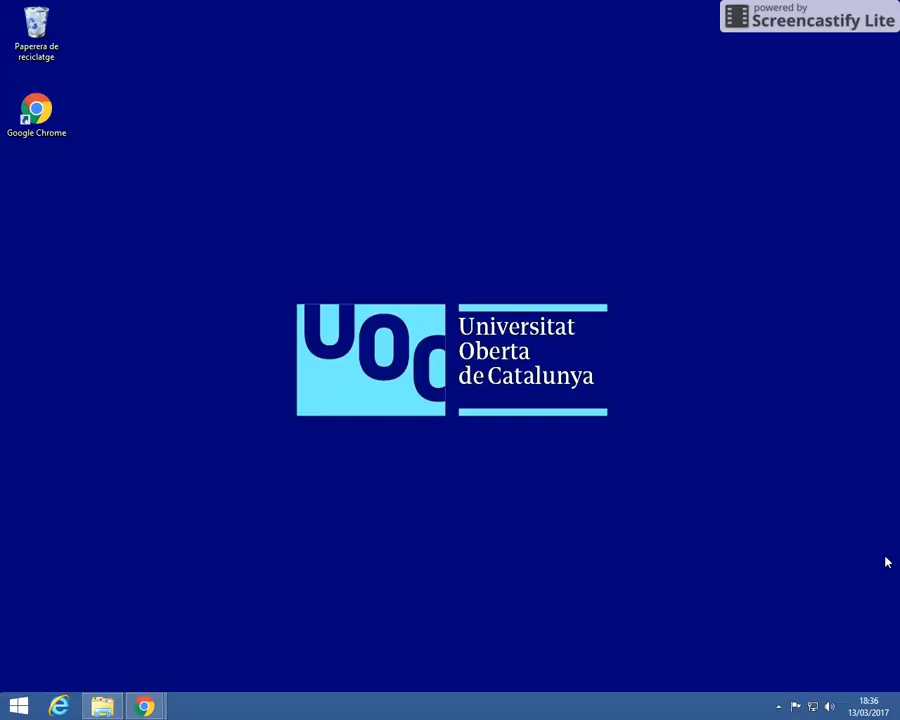 powered by
Screencastify Lite
Paperera de
reciclatge
Google Chrome
UOC
Universitat
Oberta
de Catalunya
18:36
13/03/2017